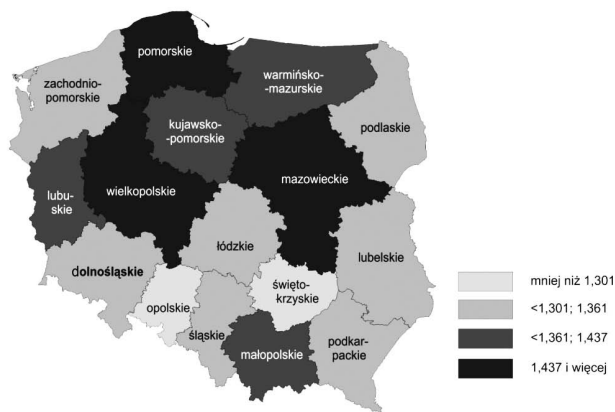 pomorskie
zachodnio-
pomorskie
warmińsko-
-mazurskie
kujawsko-
-pomorskie
podlaskie
lubu-
skie
wielkopolskie
mazowieckie
łódzkie
lubelskie
dolnośląskie
opolskie
święto-
krzyskie
śląskie
małopolskie
podkar-
packie
mniej niż 1,301
<1,301; 1,361
<1,361; 1,437
1,437 i więcej